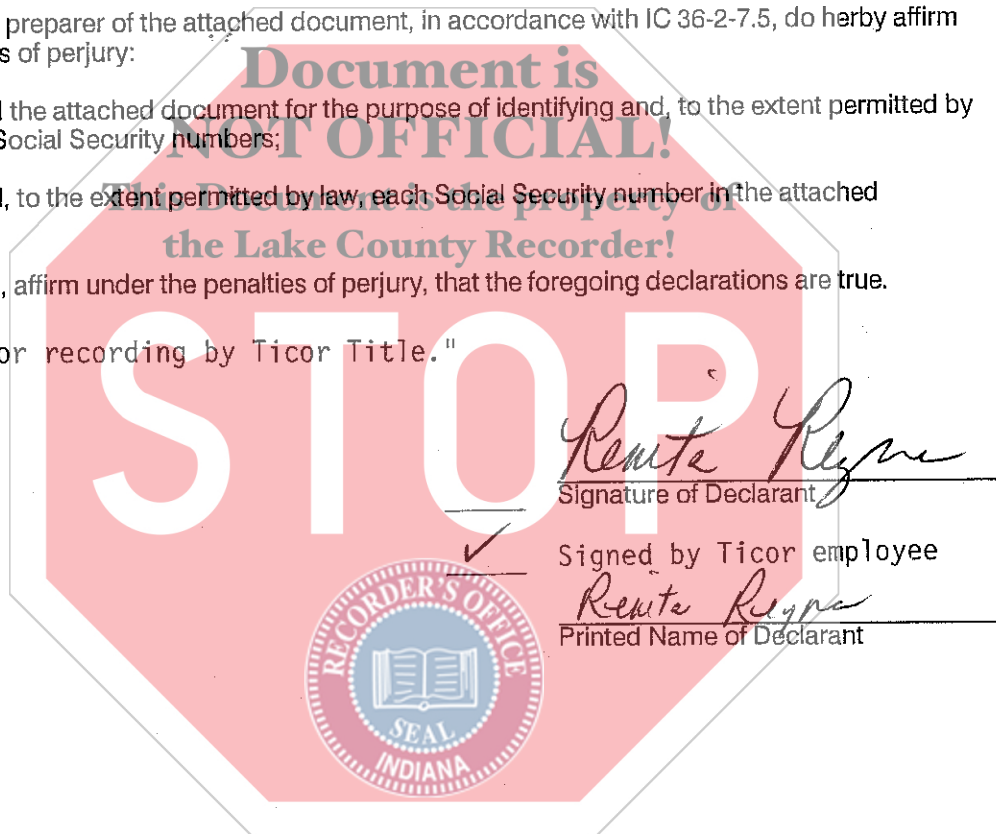 preparer of the attached document, in accordance with IC 36-2-7.5, do herby affirm
s of perjury:
Document is
the attached document for the purpose of identifying and, to the extent permitted by
NOT OFFICIAL!
Social Security numbers;
, to the extent permitted by law, each Social Security number in the attached
This Document is the property of
the Lake County Recorder!
, affirm under the penalties of perjury, that the foregoing declarations are true.
STOP
or recording by Ticor Title."
Renita Reyna
Signature of Declarant
✓
Signed by Ticor employee
Renita Reyna
Printed Name of Declarant
RECORDER'S OFFICE
SEAL
INDIANA